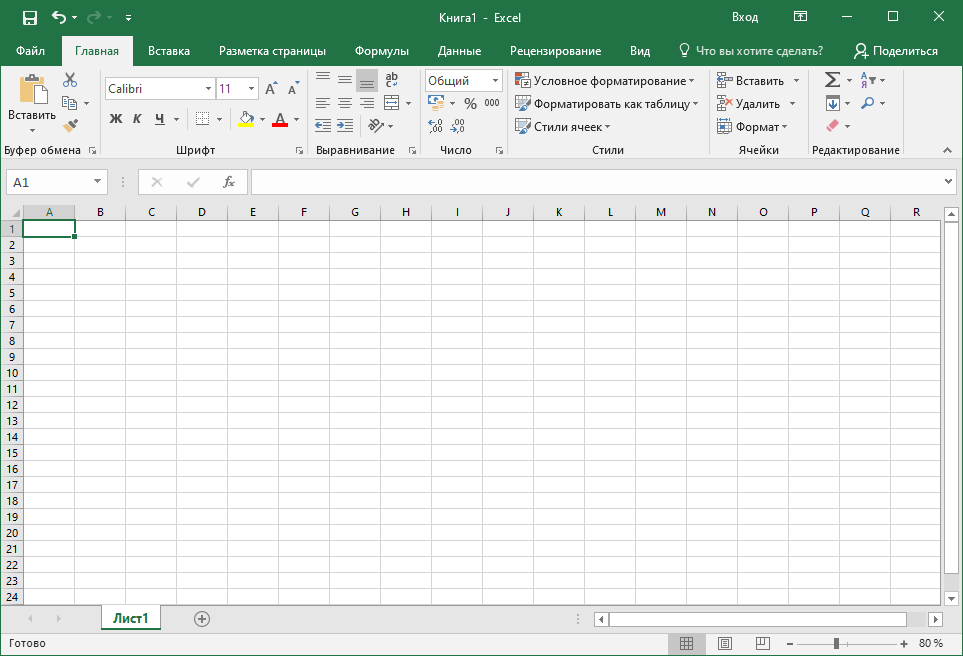 Книга1 - Excel
Вход
Файл Главная Вставка Разметка страницы Формулы Данные Рецензирование Вид Что вы хотите сделать? Поделиться
Вставить
Calibri 11
Ж К Ч А
Общий
% 000
Условное форматирование
Форматировать как таблицу
Стили ячеек
Вставить
Удалить
Формат
Буфер обмена Шрифт Выравнивание Число Стили Ячейки Редактирование
A1 fx
A B C D E F G H I J K L M N O P Q R
1
2
3
4
5
6
7
8
9
10
11
12
13
14
15
16
17
18
19
20
21
22
23
24
Лист1
Готово 80 %